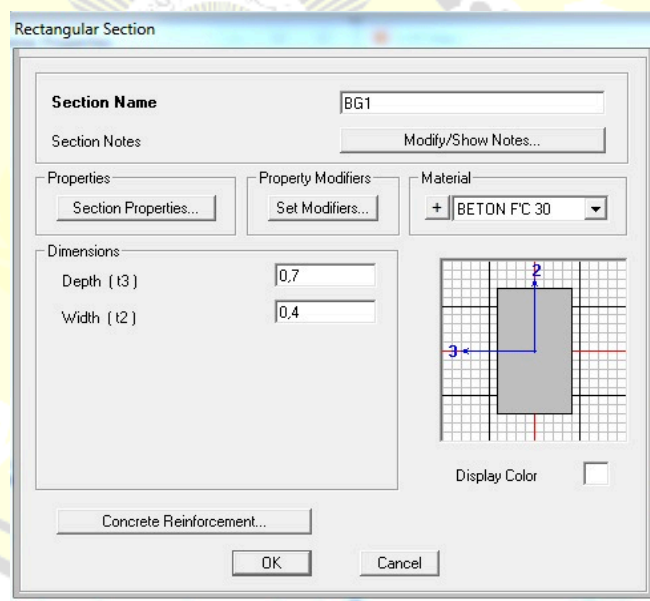 Rectangular Section
Section Name
BG1
Section Notes
Modify/Show Notes...
Properties
Property Modifiers
Material
Section Properties...
Set Modifiers...
+
BETON F'C 30
Dimensions
Depth ( t3 )
0,7
Width ( t2 )
0,4
2
3
Display Color
Concrete Reinforcement...
OK
Cancel